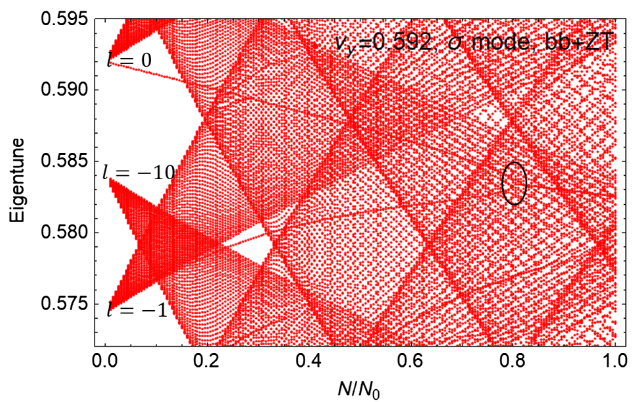 0.595
ν_y=0.592, σ mode, bb+ZT
l = 0
0.590
Eigentune
0.585
l = −10
0.580
0.575
l = −1
0.0 0.2 0.4 0.6 0.8 1.0
N/N_0